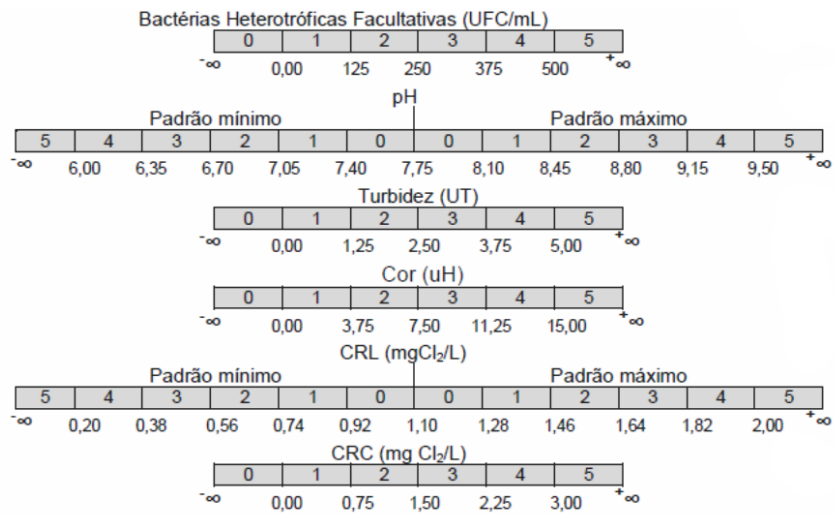 Bactérias Heterotróficas Facultativas (UFC/mL)
0 1 2 3 4 5
-∞ 0,00 125 250 375 500 +∞
pH
Padrão mínimo Padrão máximo
5 4 3 2 1 0 0 1 2 3 4 5
-∞ 6,00 6,35 6,70 7,05 7,40 7,75 8,10 8,45 8,80 9,15 9,50 +∞
Turbidez (UT)
0 1 2 3 4 5
-∞ 0,00 1,25 2,50 3,75 5,00 +∞
Cor (uH)
0 1 2 3 4 5
-∞ 0,00 3,75 7,50 11,25 15,00 +∞
CRL (mgCl₂/L)
Padrão mínimo Padrão máximo
5 4 3 2 1 0 0 1 2 3 4 5
-∞ 0,20 0,38 0,56 0,74 0,92 1,10 1,28 1,46 1,64 1,82 2,00 +∞
CRC (mg Cl₂/L)
0 1 2 3 4 5
-∞ 0,00 0,75 1,50 2,25 3,00 +∞